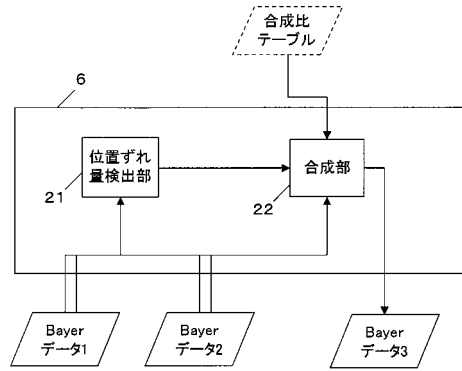 合成比
テーブル
6
位置ずれ
量検出部
21
合成部
22
Bayer
データ1
Bayer
データ2
Bayer
データ3